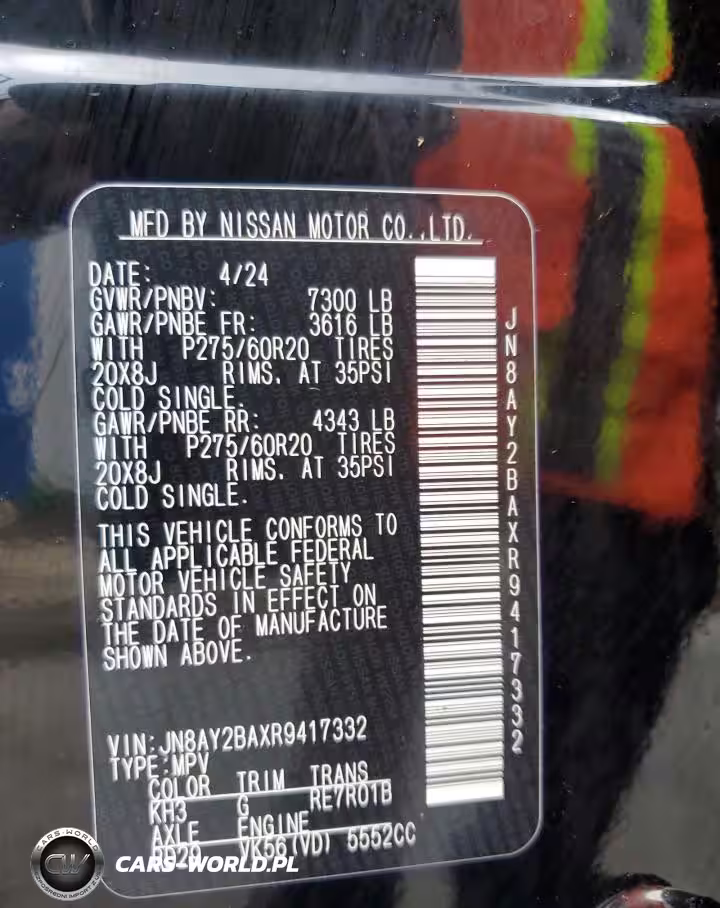 MFD BY NISSAN MOTOR CO.,LTD.
DATE: 4/24
GVWR/PNBV: 7300 LB
GAWR/PNBE FR: 3616 LB
WITH P275/60R20 TIRES
20X8J RIMS. AT 35PSI
COLD SINGLE.
GAWR/PNBE RR: 4343 LB
WITH P275/60R20 TIRES
20X8J RIMS. AT 35PSI
COLD SINGLE.
THIS VEHICLE CONFORMS TO
ALL APPLICABLE FEDERAL
MOTOR VEHICLE SAFETY
STANDARDS IN EFFECT ON
THE DATE OF MANUFACTURE
SHOWN ABOVE.
VIN:JN8AY2BAXR9417332
TYPE:MPV
COLOR TRIM TRANS
KH3 G RE7R01B
AXLE ENGINE
VK56(VD) 5552CC
JN8AY2BAXR9417332
CARS-WORLD
CW
CARS-WORLD.PL